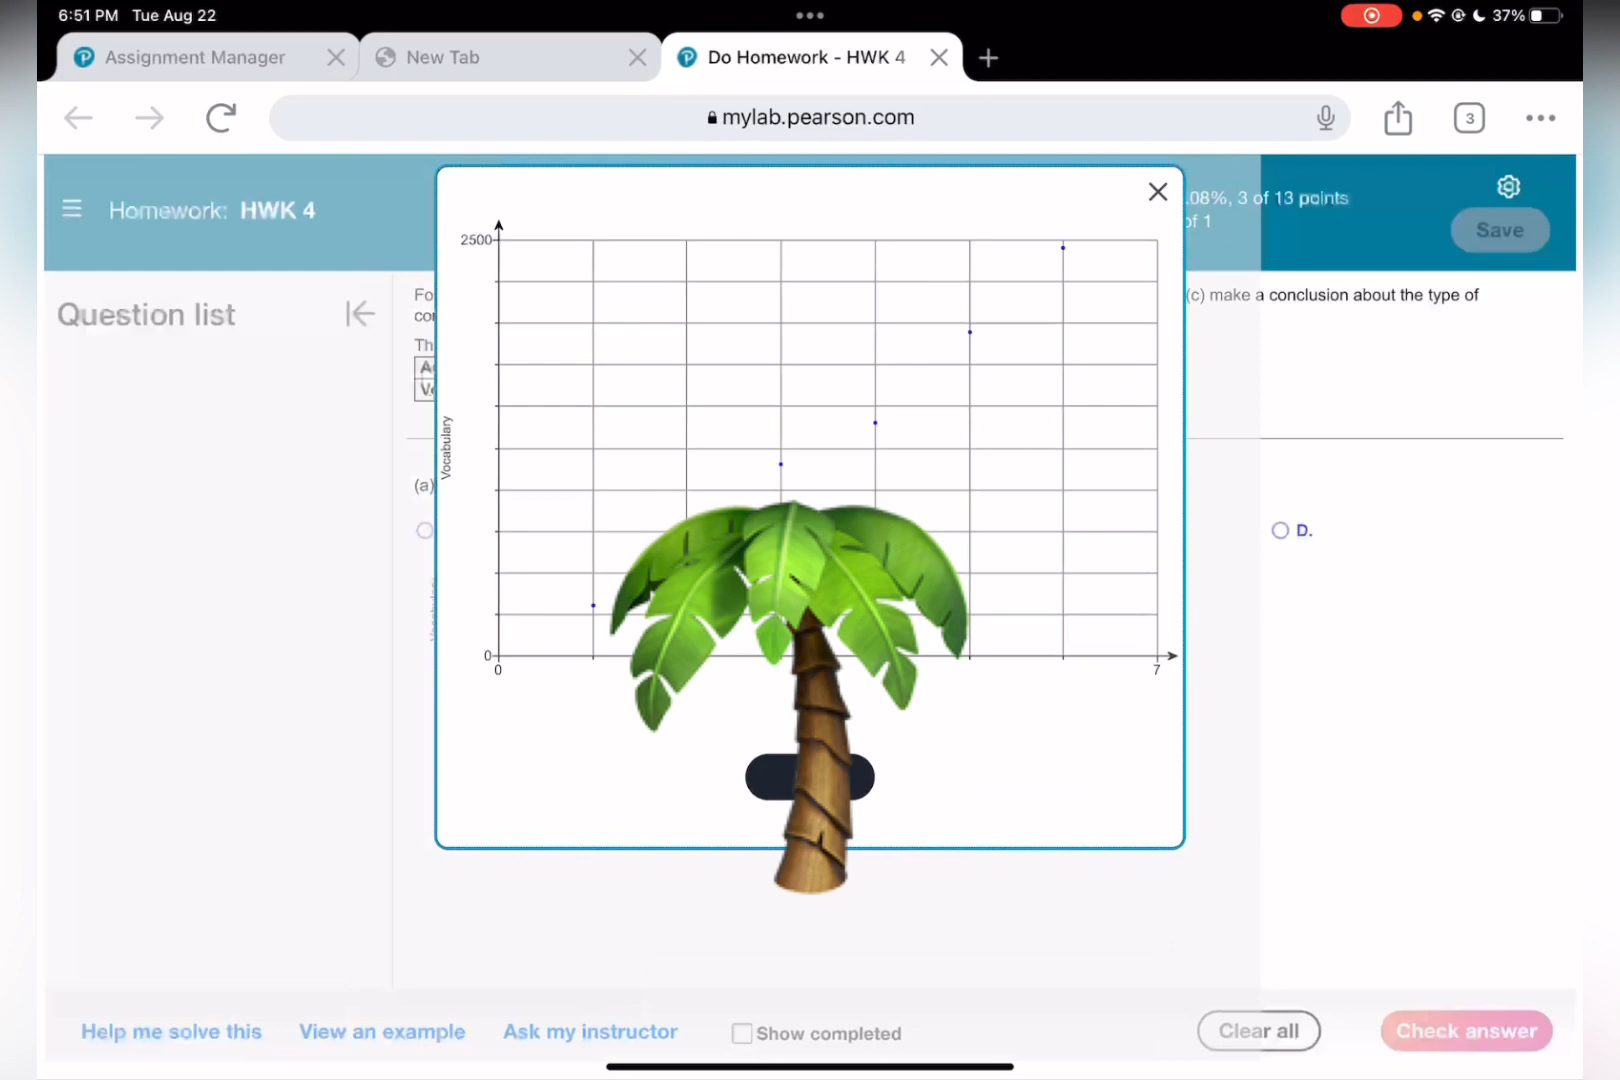 6:51 PM Tue Aug 22
37%
Assignment Manager
New Tab
Do Homework - HWK 4
mylab.pearson.com
3
Homework: HWK 4
.08%, 3 of 13 points
of 1
Save
Question list
Fo
(c) make a conclusion about the type of
Th
(a)
D.
2500
Vocabulary
0
0
7
Help me solve this
View an example
Ask my instructor
Show completed
Clear all
Check answer